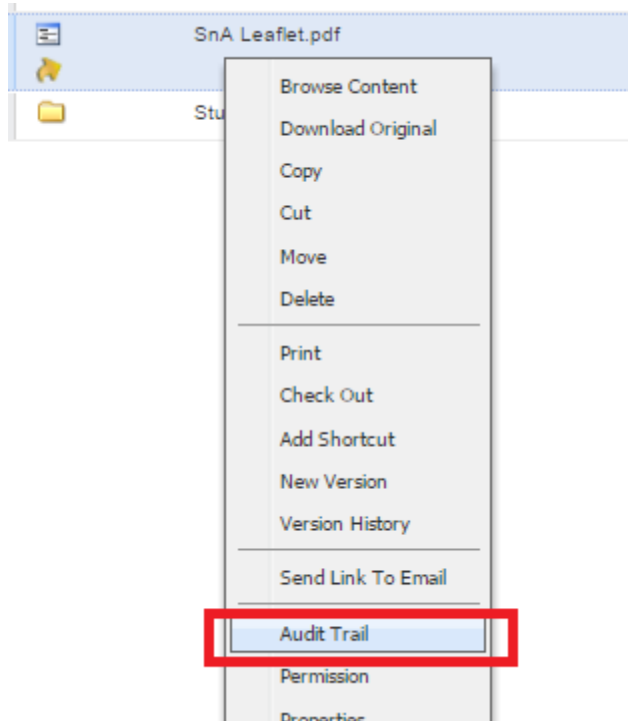 SnA Leaflet.pdf
Stu
Browse Content
Download Original
Copy
Cut
Move
Delete
Print
Check Out
Add Shortcut
New Version
Version History
Send Link To Email
Audit Trail
Permission
Properties